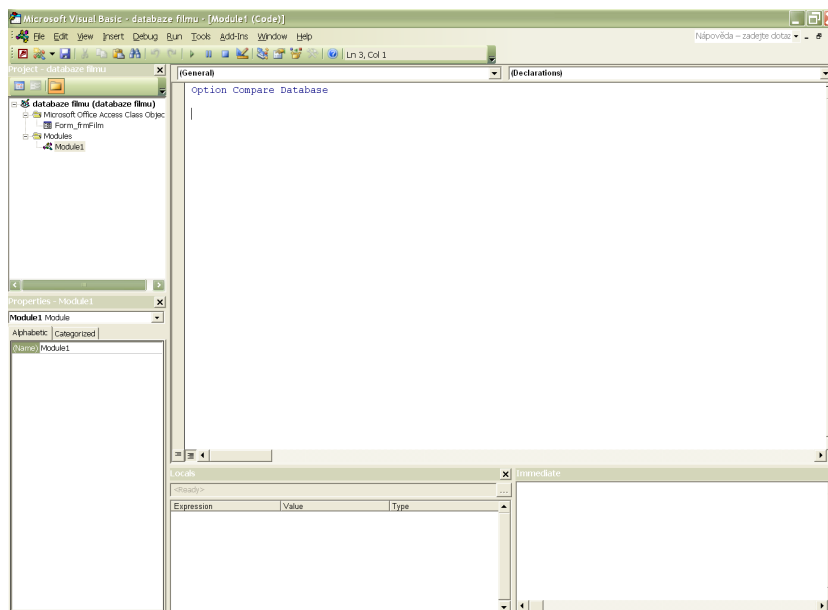 Microsoft Visual Basic - databaze filmu - [Module1 (Code)]
File Edit View Insert Debug Run Tools Add-Ins Window Help
Nápověda – zadejte dotaz
Ln 3, Col 1
Project - databaze filmu
(General)
(Declarations)
Option Compare Database
databaze filmu (databaze filmu)
Microsoft Office Access Class Objec
Form_frmFilm
Modules
Module1
Properties - Module1
Module1 Module
Alphabetic Categorized
(Name) Module1
Locals
<Ready>
Expression Value Type
Immediate